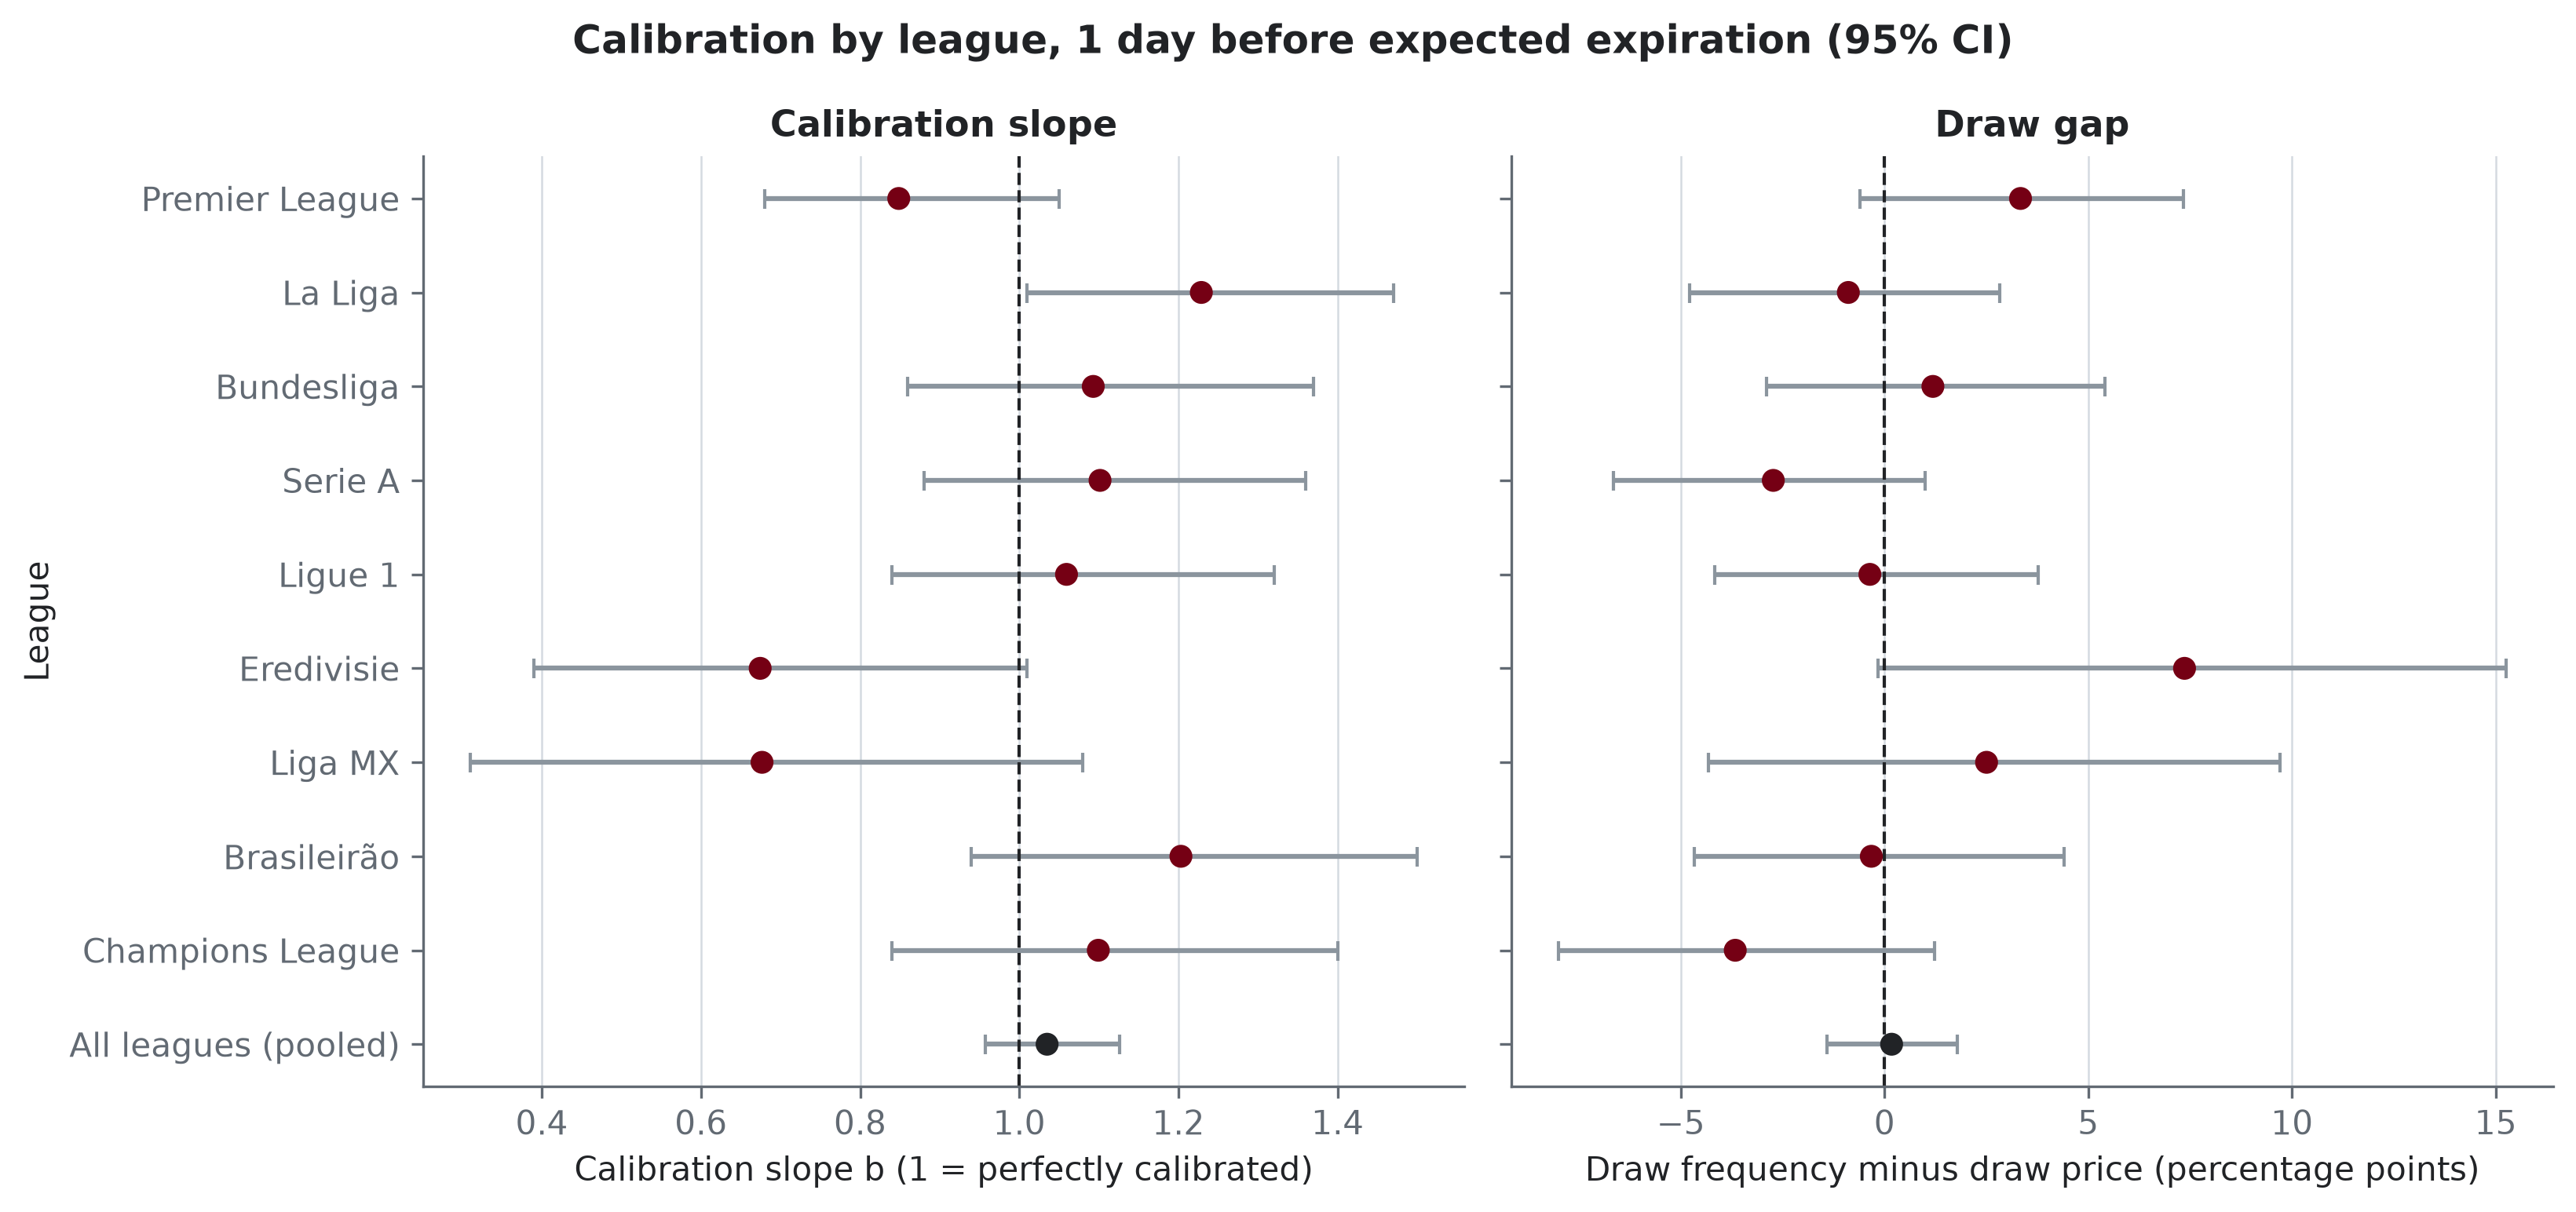 Calibration by league, 1 day before expected expiration (95% CI)
Calibration slope
Draw gap
League
Premier League
La Liga
Bundesliga
Serie A
Ligue 1
Eredivisie
Liga MX
Brasileirão
Champions League
All leagues (pooled)
0.4 0.6 0.8 1.0 1.2 1.4
−5 0 5 10 15
Calibration slope b (1 = perfectly calibrated)
Draw frequency minus draw price (percentage points)